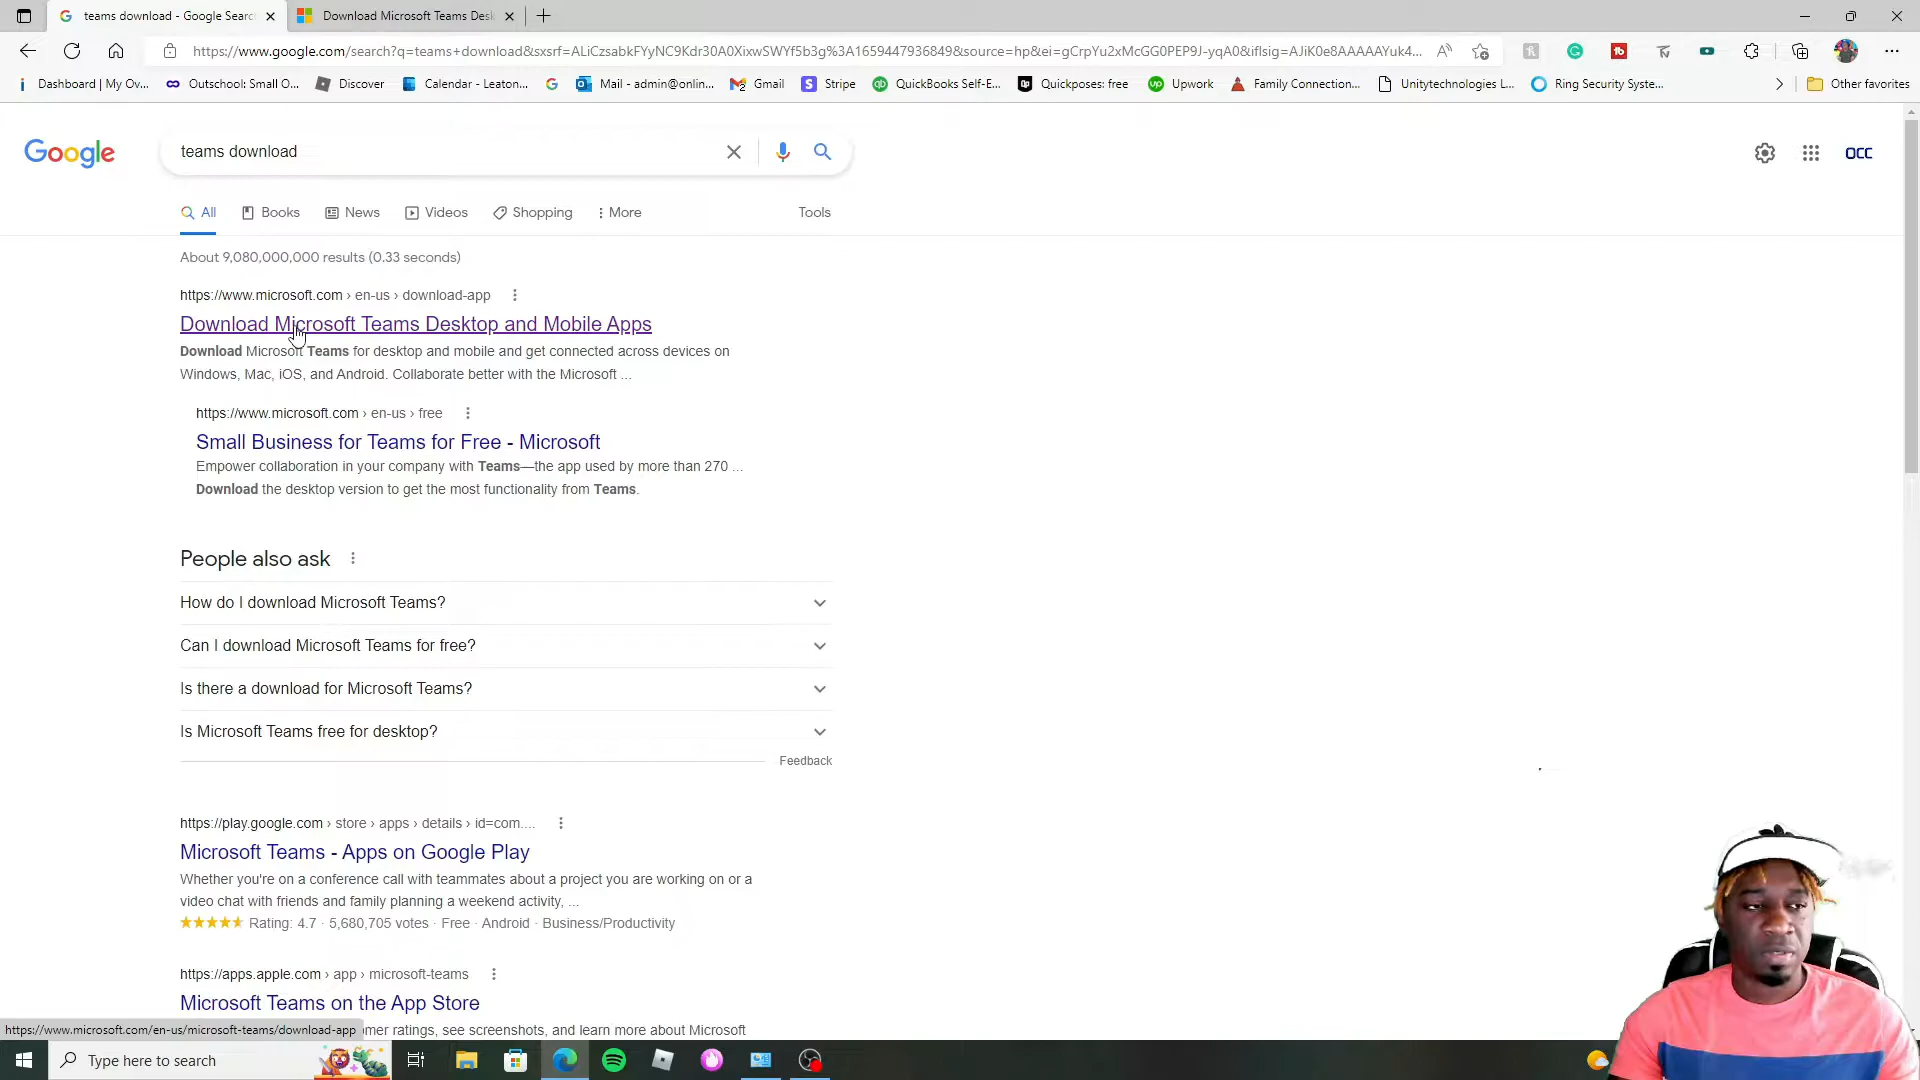 teams download - Google Searc
Download Microsoft Teams Desk
https://www.google.com/search?q=teams+download&sxsrf=ALiCzsabkFYyNC9Kdr30A0XixwSWYf5b3g%3A1659447936849&source=hp&ei=gCrpYu2xMcGG0PEP9J-yqA0&iflsig=AJiK0e8AAAAAYuk4...
Dashboard | My Ov...
Outschool: Small O...
Discover
Calendar - Leaton...
Mail - admin@onlin...
Gmail
Stripe
QuickBooks Self-E...
Quickposes: free
Upwork
Family Connection...
Unitytechnologies L...
Ring Security Syste...
Other favorites
Google
teams download
OCC
All
Books
News
Videos
Shopping
More
Tools
About 9,080,000,000 results (0.33 seconds)
https://www.microsoft.com › en-us › download-app
Download Microsoft Teams Desktop and Mobile Apps
Download Microsoft Teams for desktop and mobile and get connected across devices on
Windows, Mac, iOS, and Android. Collaborate better with the Microsoft ...
https://www.microsoft.com › en-us › free
Small Business for Teams for Free - Microsoft
Empower collaboration in your company with Teams—the app used by more than 270 ...
Download the desktop version to get the most functionality from Teams.
People also ask
How do I download Microsoft Teams?
Can I download Microsoft Teams for free?
Is there a download for Microsoft Teams?
Is Microsoft Teams free for desktop?
Feedback
https://play.google.com › store › apps › details › id=com....
Microsoft Teams - Apps on Google Play
Whether you're on a conference call with teammates about a project you are working on or a
video chat with friends and family planning a weekend activity, ...
Rating: 4.7 · 5,680,705 votes · Free · Android · Business/Productivity
https://apps.apple.com › app › microsoft-teams
Microsoft Teams on the App Store
https://www.microsoft.com/en-us/microsoft-teams/download-app
mer ratings, see screenshots, and learn more about Microsoft
Type here to search